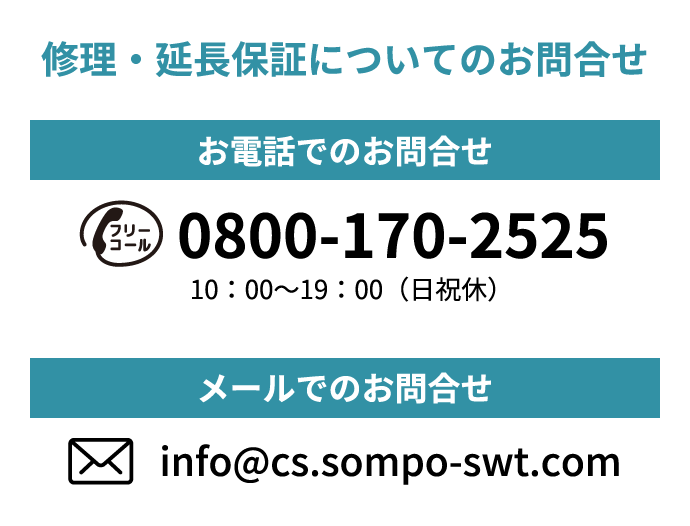 修理・延長保証についてのお問合せ
お電話でのお問合せ
フリー
コール
0800-170-2525
10：00〜19：00（日祝休）
メールでのお問合せ
info@cs.sompo-swt.com